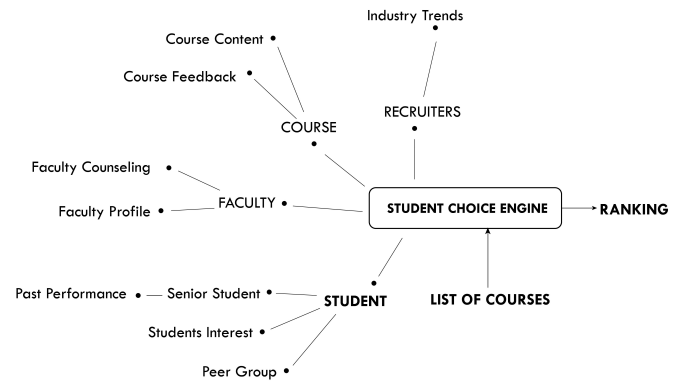 Industry Trends
Course Content
Course Feedback
RECRUITERS
COURSE
Faculty Counseling
FACULTY
Faculty Profile
STUDENT CHOICE ENGINE
RANKING
Past Performance
Senior Student
STUDENT
LIST OF COURSES
Students Interest
Peer Group